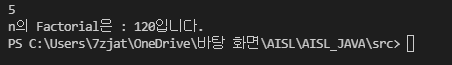 5
n의 Factorial은 : 120입니다.
PS C:\Users\7zjat\OneDrive\바탕 화면\AISL\AISL_JAVA\src>